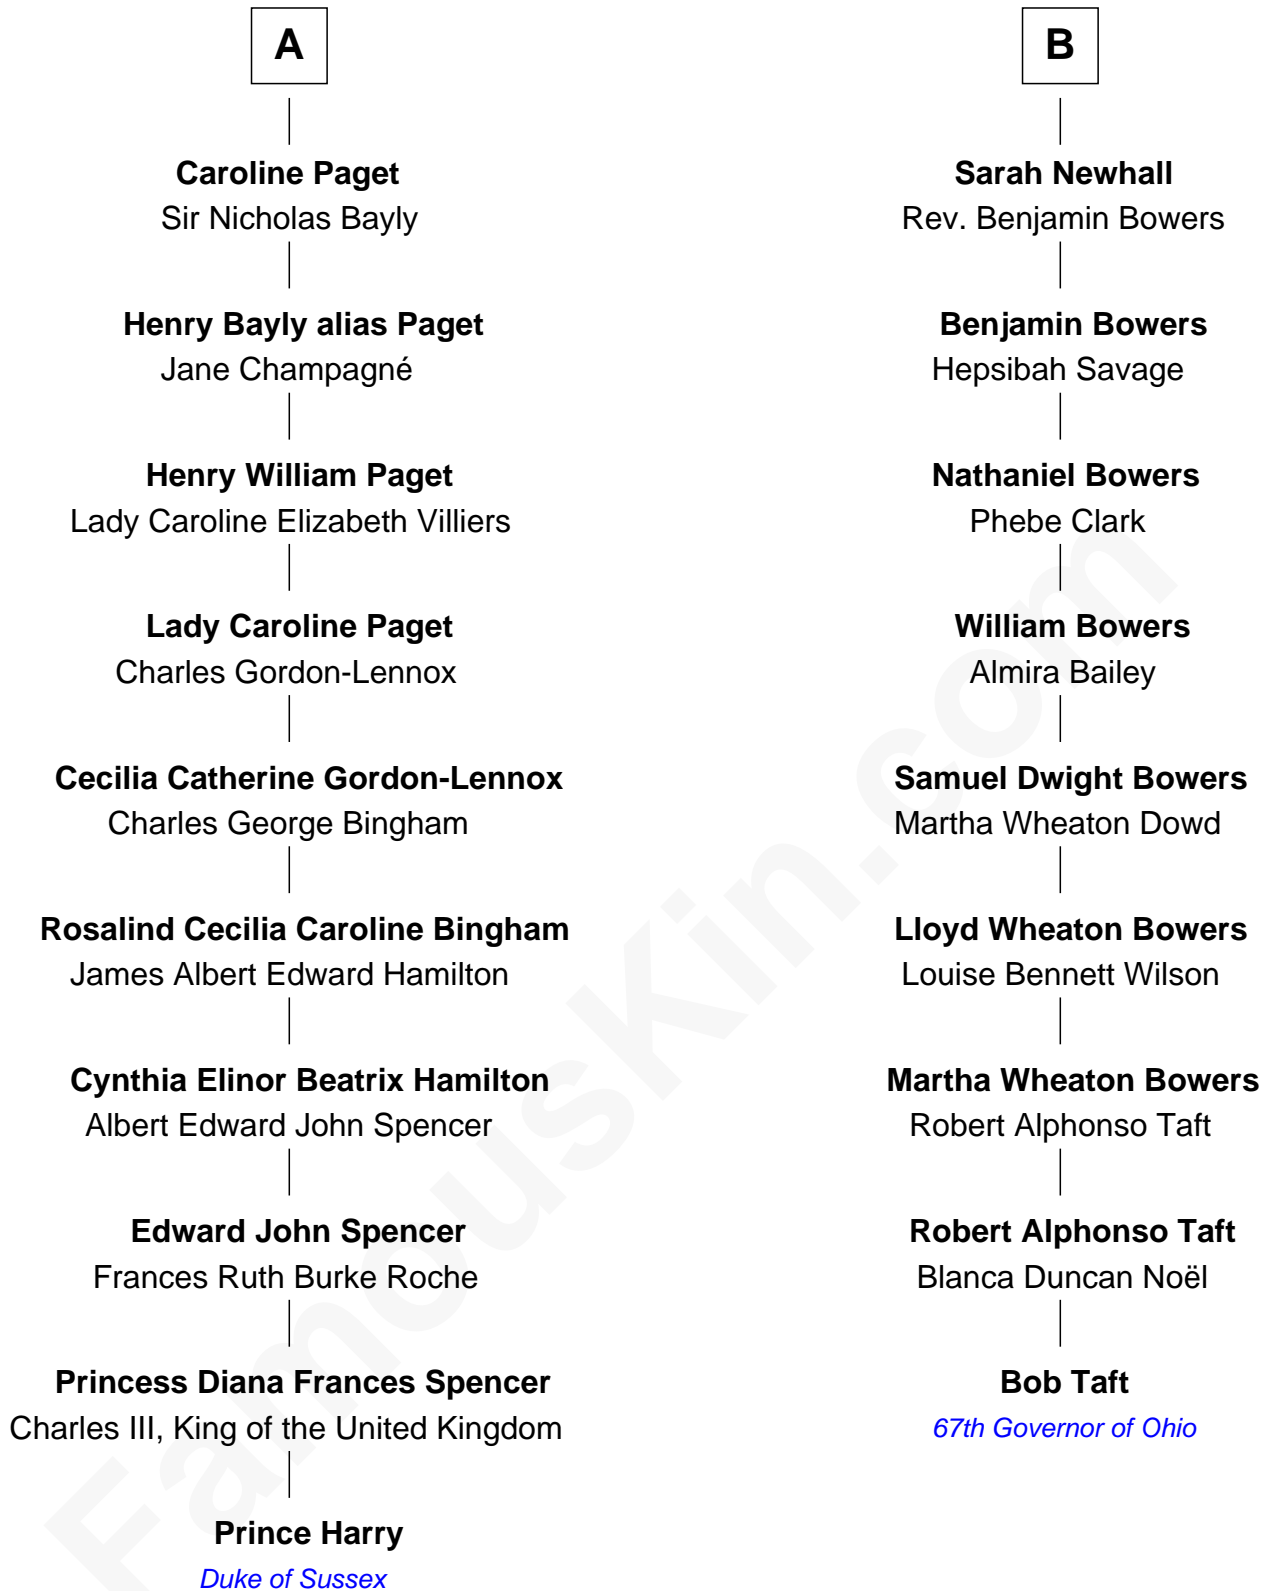 A
Caroline Paget
Sir Nicholas Bayly
Henry Bayly alias Paget
Jane Champagné
Henry William Paget
Lady Caroline Elizabeth Villiers
Lady Caroline Paget
Charles Gordon-Lennox
Cecilia Catherine Gordon-Lennox
Charles George Bingham
Rosalind Cecilia Caroline Bingham
James Albert Edward Hamilton
Cynthia Elinor Beatrix Hamilton
Albert Edward John Spencer
Edward John Spencer
Frances Ruth Burke Roche
Princess Diana Frances Spencer
Charles III, King of the United Kingdom
Prince Harry
Duke of Sussex
B
Sarah Newhall
Rev. Benjamin Bowers
Benjamin Bowers
Hepsibah Savage
Nathaniel Bowers
Phebe Clark
William Bowers
Almira Bailey
Samuel Dwight Bowers
Martha Wheaton Dowd
Lloyd Wheaton Bowers
Louise Bennett Wilson
Martha Wheaton Bowers
Robert Alphonso Taft
Robert Alphonso Taft
Blanca Duncan Noël
Bob Taft
67th Governor of Ohio
FamousKin.com